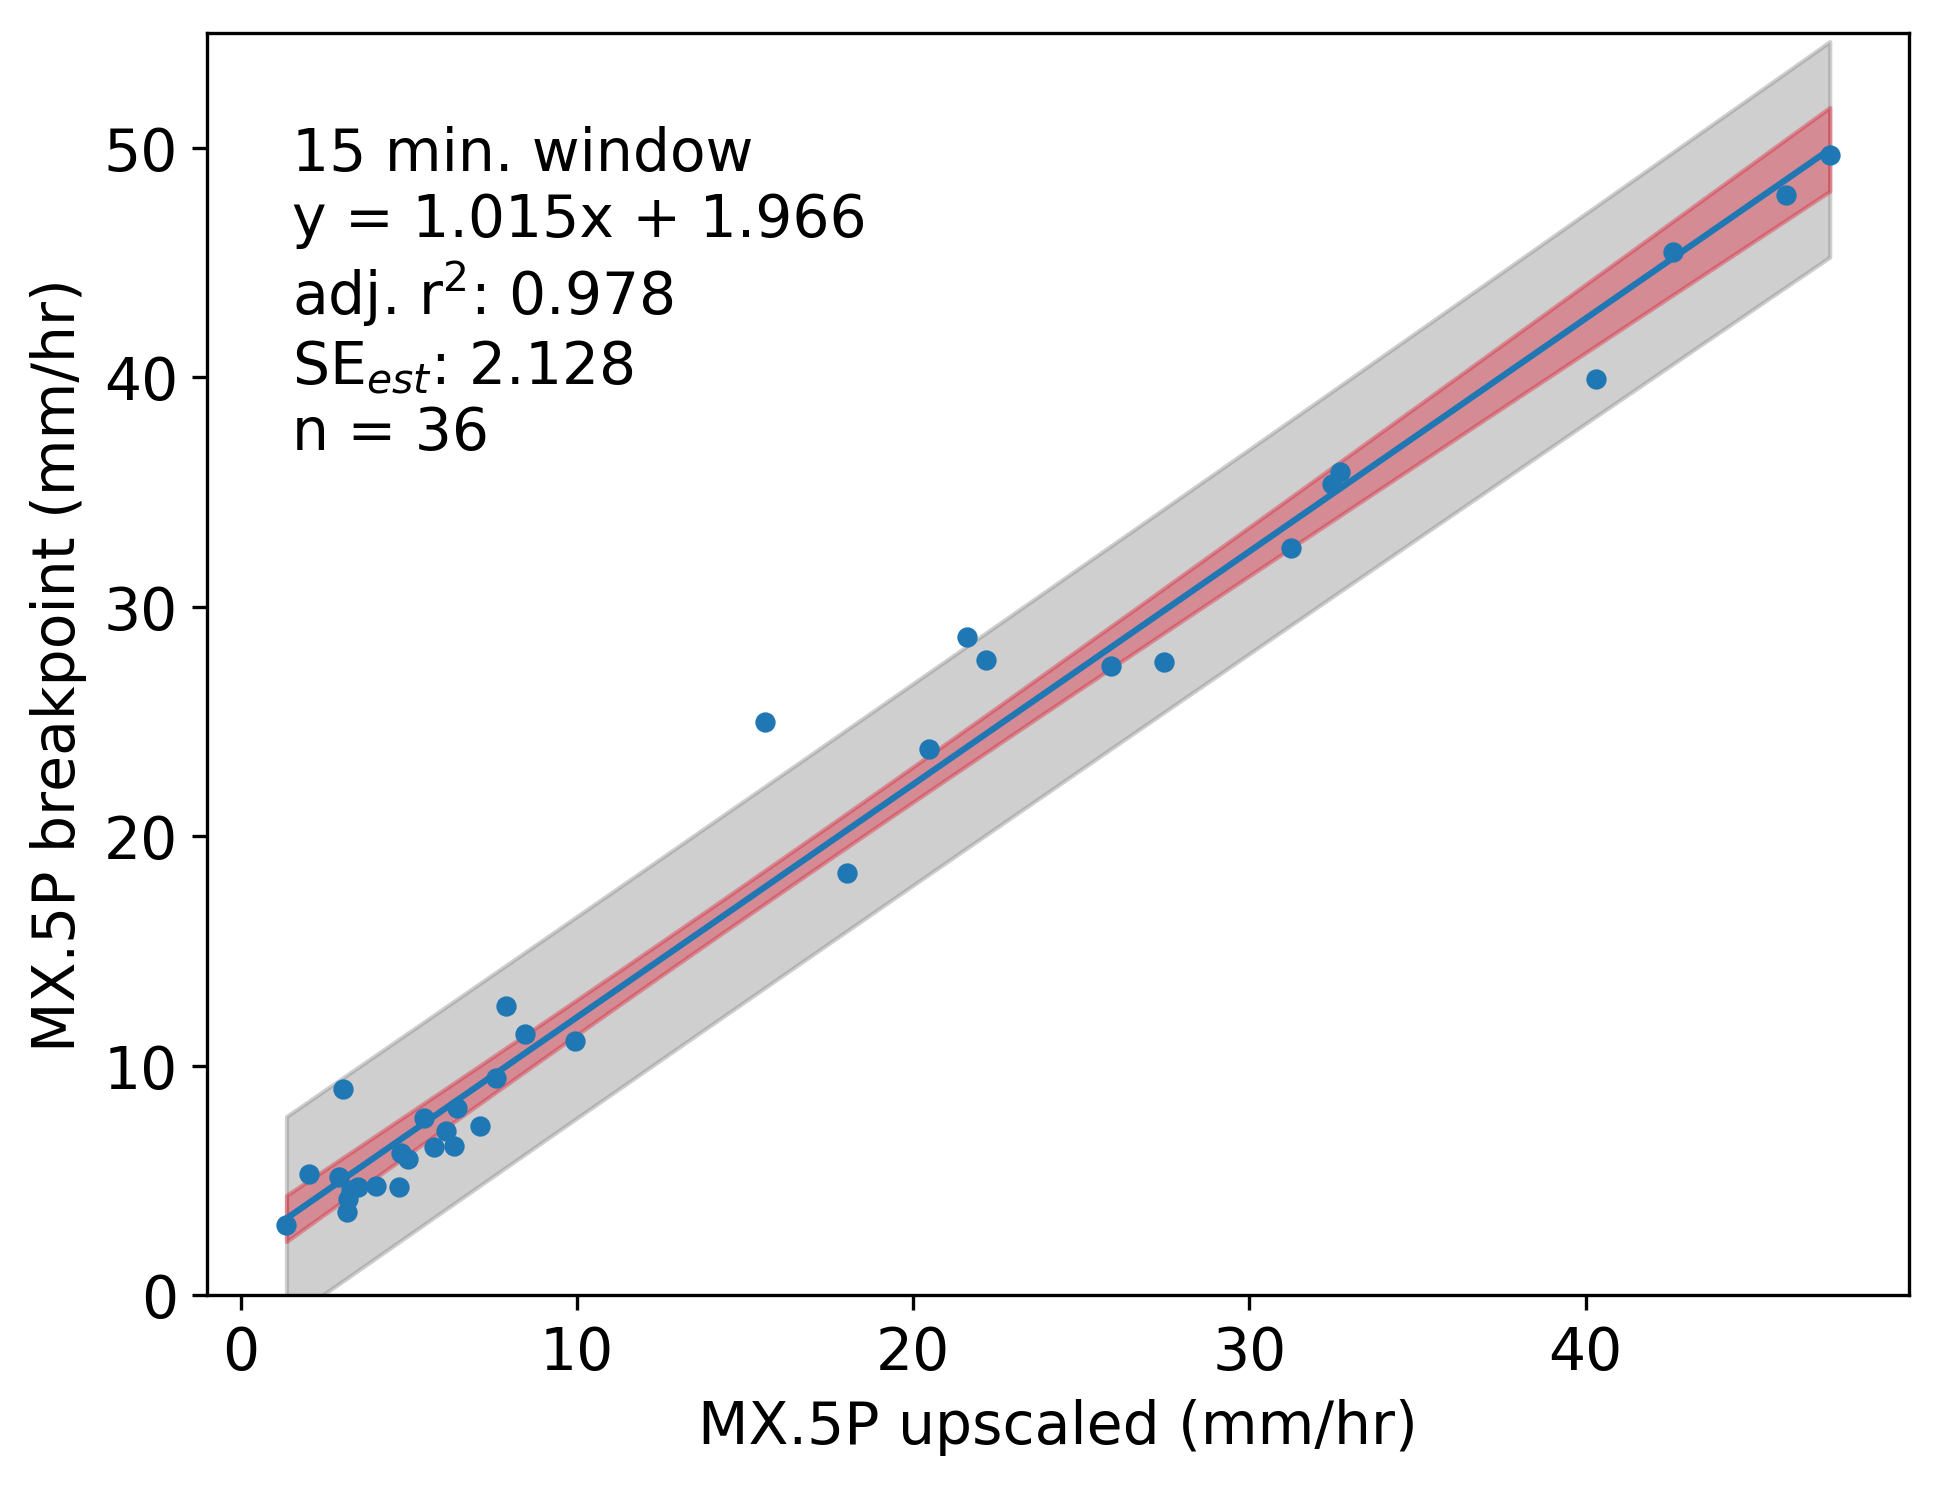 15 min. window
y = 1.015x + 1.966
adj. r²: 0.978
SEest: 2.128
n = 36
MX.5P breakpoint (mm/hr)
50
40
30
20
10
0
0 10 20 30 40
MX.5P upscaled (mm/hr)